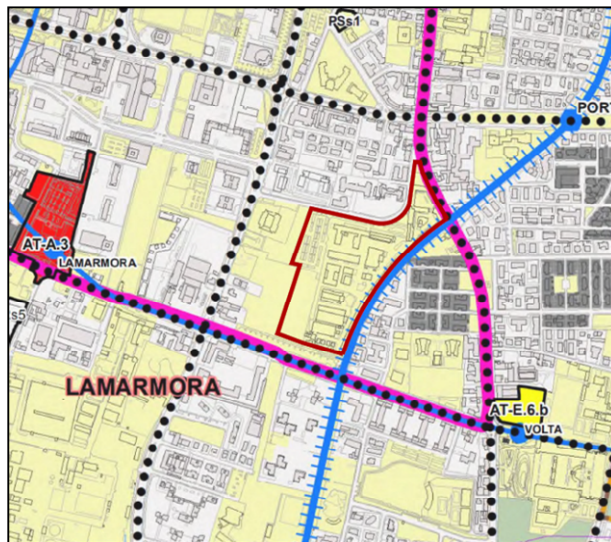 PSs1
PORT
AT-A.3
LAMARMORA
s5
LAMARMORA
AT-E.6.b
VOLTA